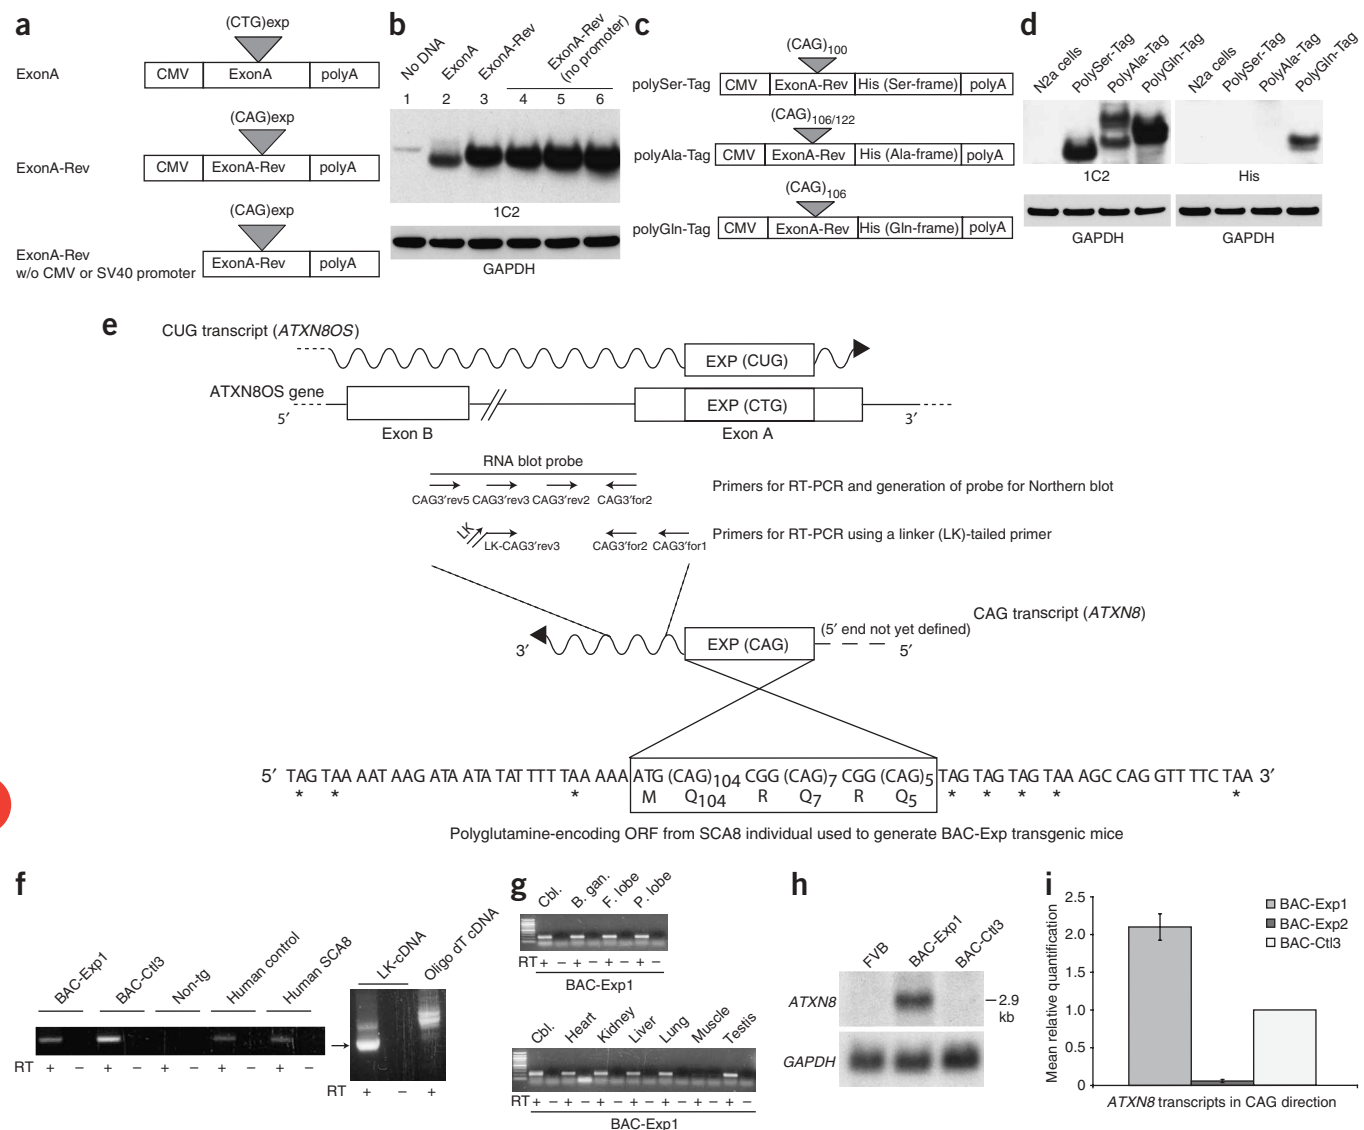 a
(CTG)exp
ExonA
CMV
ExonA
polyA
(CAG)exp
ExonA-Rev
CMV
ExonA-Rev
polyA
(CAG)exp
ExonA-Rev
w/o CMV or SV40 promoter
ExonA-Rev
polyA
b
No DNA
ExonA
ExonA-Rev
ExonA-Rev
(no promoter)
1 2 3 4 5 6
1C2
GAPDH
c
(CAG)100
polySer-Tag
CMV
ExonA-Rev
His (Ser-frame)
polyA
(CAG)106/122
polyAla-Tag
CMV
ExonA-Rev
His (Ala-frame)
polyA
(CAG)106
polyGln-Tag
CMV
ExonA-Rev
His (Gln-frame)
polyA
d
N2a cells
PolySer-Tag
PolyAla-Tag
PolyGln-Tag
N2a cells
PolySer-Tag
PolyAla-Tag
PolyGln-Tag
1C2
His
GAPDH
GAPDH
e
CUG transcript (ATXN8OS)
EXP (CUG)
ATXN8OS gene
5′
EXP (CTG)
3′
Exon B
Exon A
RNA blot probe
CAG3′rev5
CAG3′rev3
CAG3′rev2
CAG3′for2
Primers for RT-PCR and generation of probe for Northern blot
LK
LK-CAG3′rev3
CAG3′for2
CAG3′for1
Primers for RT-PCR using a linker (LK)-tailed primer
CAG transcript (ATXN8)
3′
EXP (CAG)
(5′ end not yet defined)
5′
5′ TAG TAA AAT AAG ATA ATA TAT TTT TAA AAA ATG (CAG)104 CGG (CAG)7 CGG (CAG)5 TAG TAG TAG TAA AGC CAG GTT TTC TAA 3′
* * * M Q104 R Q7 R Q5 * * * * *
Polyglutamine-encoding ORF from SCA8 individual used to generate BAC-Exp transgenic mice
f
BAC-Exp1
BAC-Ctl3
Non-tg
Human control
Human SCA8
LK-cDNA
Oligo dT cDNA
RT + − + − + − + − + −
RT + − +
g
Cbl.
B. gan.
F. lobe
P. lobe
RT + − + − + − + −
BAC-Exp1
Cbl.
Heart
Kidney
Liver
Lung
Muscle
Testis
RT + − + − + − + − + − + − + −
BAC-Exp1
h
FVB
BAC-Exp1
BAC-Ctl3
ATXN8
2.9
kb
GAPDH
i
Mean relative quantification
2.5
2.0
1.5
1.0
0.5
0
BAC-Exp1
BAC-Exp2
BAC-Ctl3
ATXN8 transcripts in CAG direction